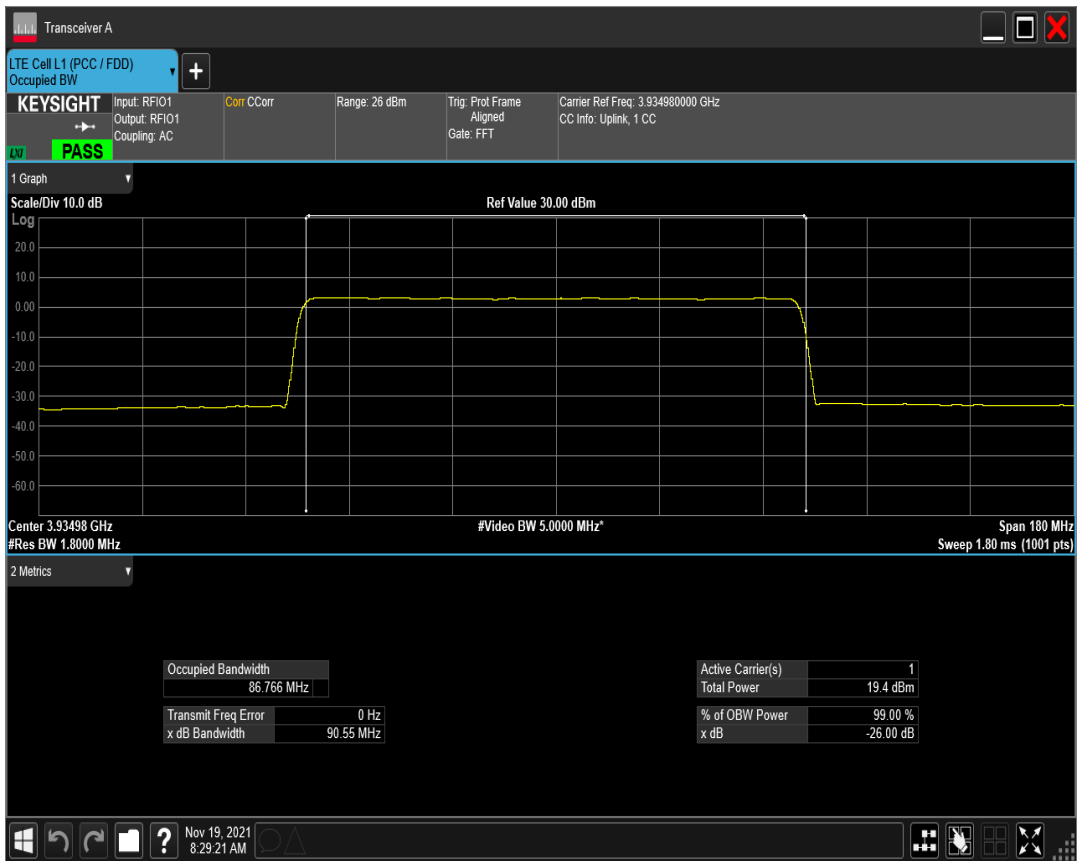 Transceiver A
LTE Cell L1 (PCC / FDD)
Occupied BW
+
KEYSIGHT
LXI
PASS
Input: RFIO1
Output: RFIO1
Coupling: AC
Corr CCorr
Range: 26 dBm
Trig: Prot Frame
Aligned
Gate: FFT
Carrier Ref Freq: 3.934980000 GHz
CC Info: Uplink, 1 CC
1 Graph
Scale/Div 10.0 dB
Ref Value 30.00 dBm
Log
20.0
10.0
0.00
-10.0
-20.0
-30.0
-40.0
-50.0
-60.0
Center 3.93498 GHz
#Video BW 5.0000 MHz*
Span 180 MHz
#Res BW 1.8000 MHz
Sweep 1.80 ms (1001 pts)
2 Metrics
Occupied Bandwidth
86.766 MHz
Transmit Freq Error 0 Hz
x dB Bandwidth 90.55 MHz
Active Carrier(s) 1
Total Power 19.4 dBm
% of OBW Power 99.00 %
x dB -26.00 dB
?
Nov 19, 2021
8:29:21 AM